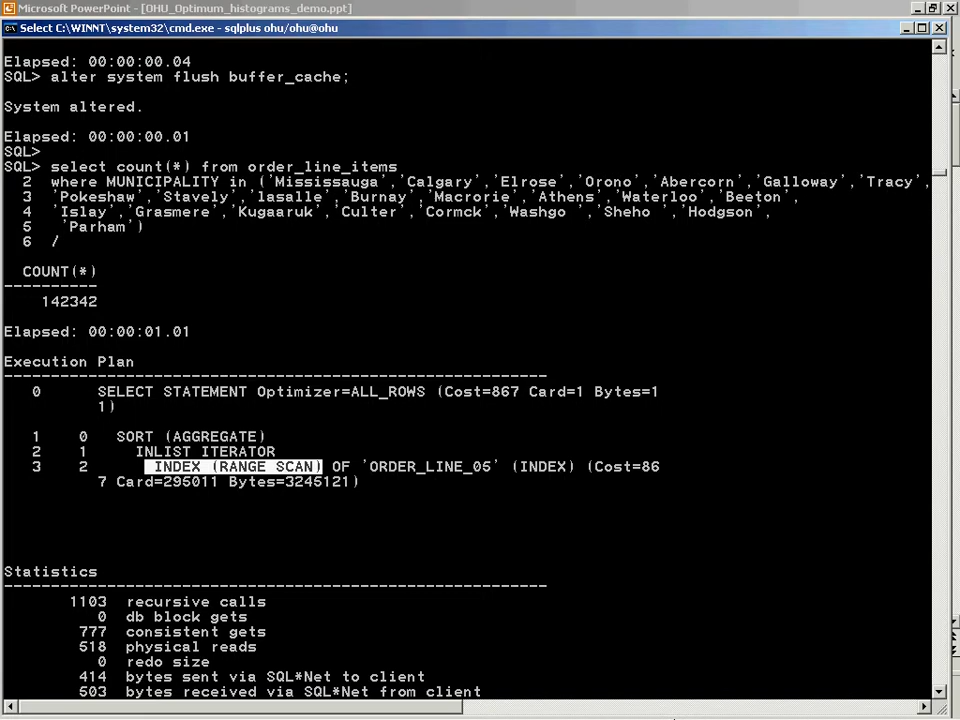 Microsoft PowerPoint - [OHU_Optimum_histograms_demo.ppt]
Select C:\WINNT\system32\cmd.exe - sqlplus ohu/ohu@ohu
Elapsed: 00:00:00.04
SQL> alter system flush buffer_cache;
System altered.
Elapsed: 00:00:00.01
SQL>
SQL> select count(*) from order_line_items
2 where MUNICIPALITY in ('Mississauga','Calgary','Elrose','Orono','Abercorn','Galloway','Tracy',
3 'Pokeshaw','Stavely','lasalle','Burnay','Macrorie','Athens','Waterloo','Beeton',
4 'Islay','Grasmere','Kugaaruk','Culter','Cormck','Washgo ','Sheho ','Hodgson',
5 'Parham')
6 /
COUNT(*)
----------
142342
Elapsed: 00:00:01.01
Execution Plan
----------------------------------------------------------
0 SELECT STATEMENT Optimizer=ALL_ROWS (Cost=867 Card=1 Bytes=1
1)
1 0 SORT (AGGREGATE)
2 1 INLIST ITERATOR
3 2 INDEX (RANGE SCAN) OF 'ORDER_LINE_05' (INDEX) (Cost=86
7 Card=295011 Bytes=3245121)
Statistics
----------------------------------------------------------
1103 recursive calls
0 db block gets
777 consistent gets
518 physical reads
0 redo size
414 bytes sent via SQL*Net to client
503 bytes received via SQL*Net from client